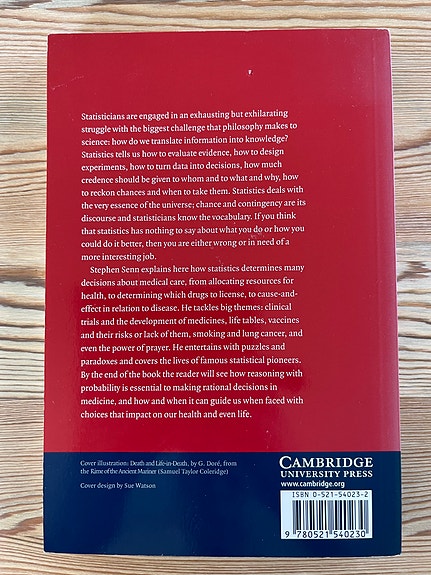 Statisticians are engaged in an exhausting but exhilarating
struggle with the biggest challenge that philosophy makes to
science: how do we translate information into knowledge?
Statistics tells us how to evaluate evidence, how to design
experiments, how to turn data into decisions, how much
credence should be given to whom and to what and why, how
to reckon chances and when to take them. Statistics deals with
the very essence of the universe; chance and contingency are its
discourse and statisticians know the vocabulary. If you think
that statistics has nothing to say about what you do or how you
could do it better, then you are either wrong or in need of a
more interesting job.
Stephen Senn explains here how statistics determines many
decisions about medical care, from allocating resources for
health, to determining which drugs to license, to cause-and-
effect in relation to disease. He tackles big themes: clinical
trials and the development of medicines, life tables, vaccines
and their risks or lack of them, smoking and lung cancer, and
even the power of prayer. He entertains with puzzles and
paradoxes and covers the lives of famous statistical pioneers.
By the end of the book the reader will see how reasoning with
probability is essential to making rational decisions in
medicine, and how and when it can guide us when faced with
choices that impact on our health and even life.
Cover illustration: Death and Life-in-Death, by G. Doré, from
the Rime of the Ancient Mariner (Samuel Taylor Coleridge)
Cover design by Sue Watson
CAMBRIDGE
UNIVERSITY PRESS
www.cambridge.org
ISBN 0-521-54023-2
9 780521 540230